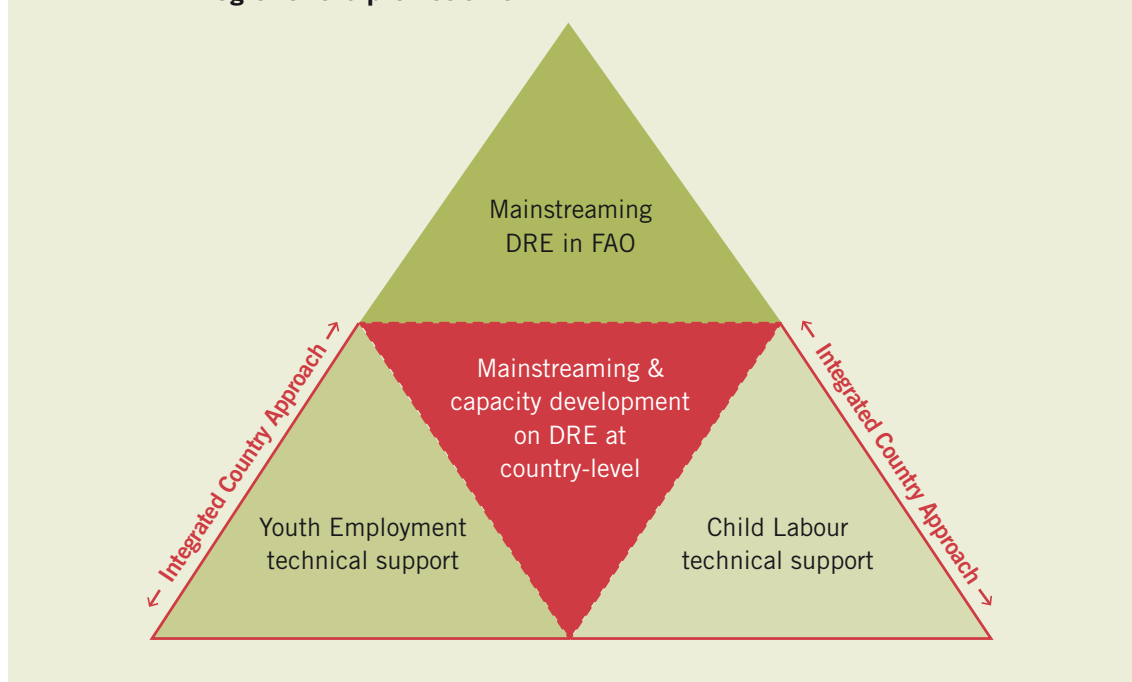 Mainstreaming
DRE in FAO
Mainstreaming &
capacity development
on DRE at
country-level
← Integrated Country Approach →
← Integrated Country Approach →
Youth Employment
technical support
Child Labour
technical support